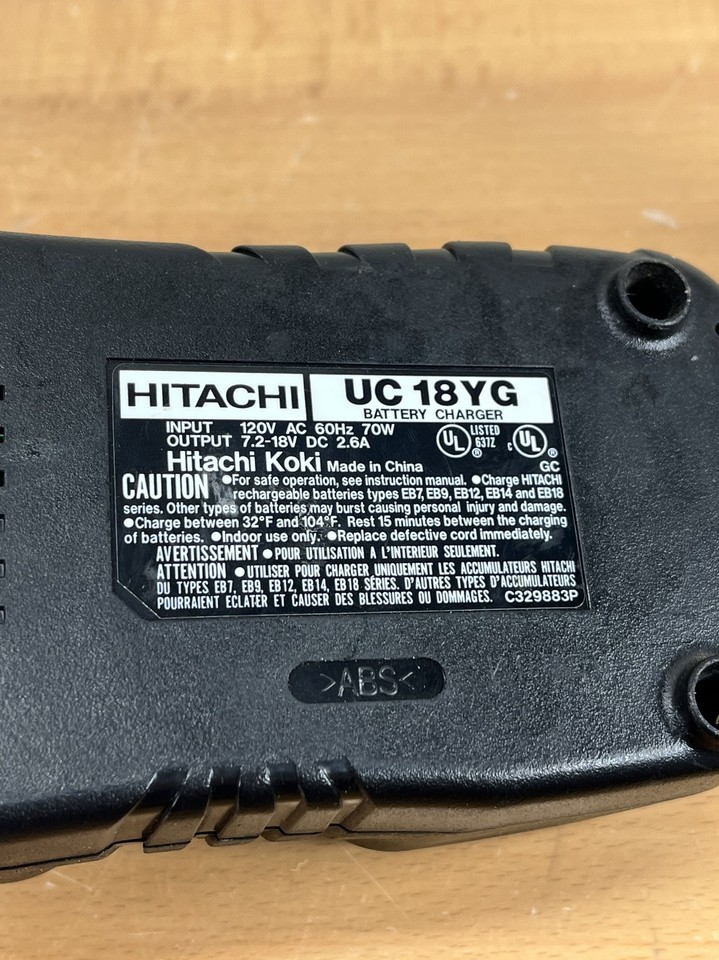 HITACHI
UC 18YG
BATTERY CHARGER
INPUT 120V AC 60Hz 70W
OUTPUT 7.2-18V DC 2.6A
UL® LISTED 637Z
c UL®
Hitachi Koki Made in China
GC
CAUTION ●For safe operation, see instruction manual. ●Charge HITACHI
rechargeable batteries types EB7, EB9, EB12, EB14 and EB18
series. Other types of batteries may burst causing personal injury and damage.
●Charge between 32°F and 104°F. Rest 15 minutes between the charging
of batteries. ●Indoor use only. ●Replace defective cord immediately.
AVERTISSEMENT ● POUR UTILISATION A L'INTERIEUR SEULEMENT.
ATTENTION ● UTILISER POUR CHARGER UNIQUEMENT LES ACCUMULATEURS HITACHI
DU TYPES EB7, EB9, EB12, EB14, EB18 SÉRIES. D'AUTRES TYPES D'ACCUMULATEURS
POURRAIENT ECLATER ET CAUSER DES BLESSURES OU DOMMAGES. C329883P
>ABS<